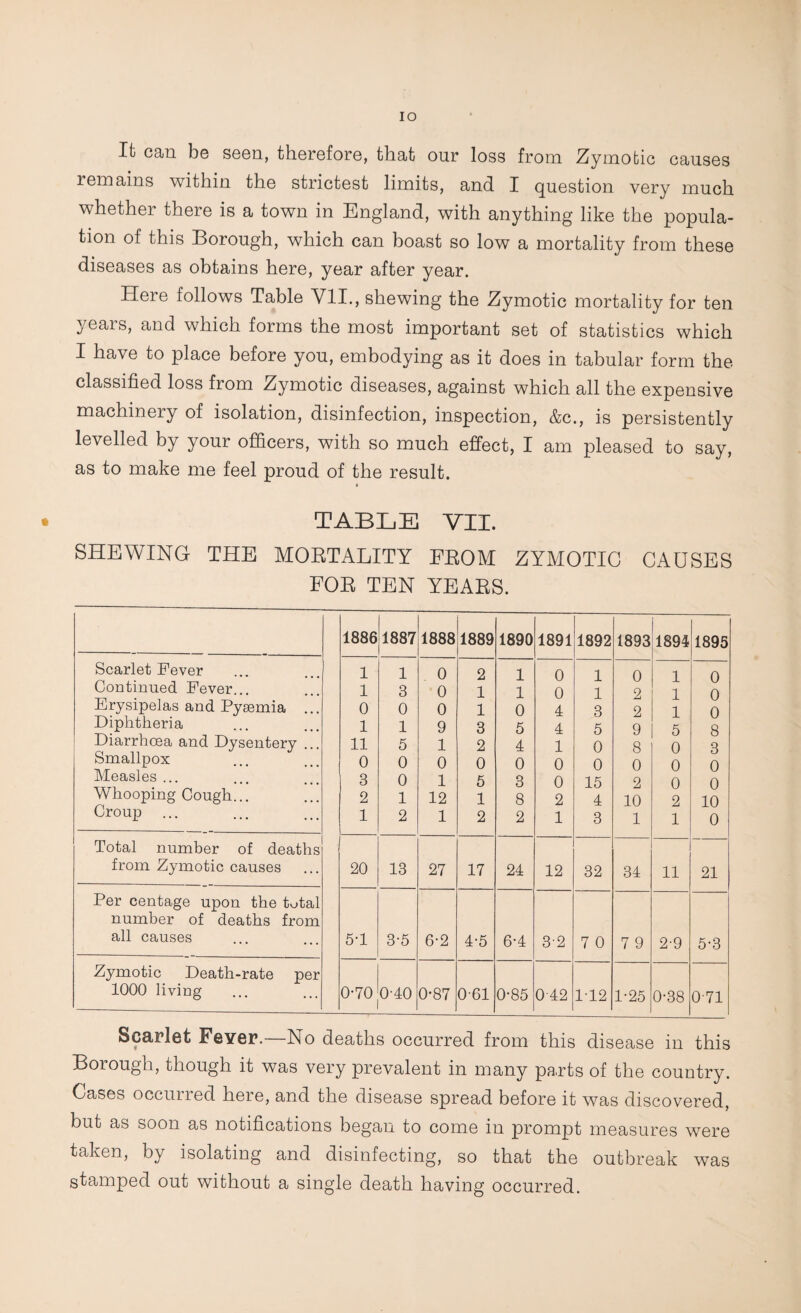 10
It can be seen, therefore, that our loss from Zymotic causes
remains within the strictest limits, and I question very much
whether there is a town in England, with anything like the popula-
tion of this Borough, which can boast so low a mortality from these
diseases as obtains here, year after year.
Here follows Table VII., shewing the Zymotic mortality for ten
years, and which forms the most important set of statistics which
I have to place before you, embodying as it does in tabular form the
classified loss from Zymotic diseases, against which all the expensive
machinery of isolation, disinfection, inspection, &c., is persistently
levelled by your officers, with so much effect, I am pleased to say,
as to make me feel proud of the result.
TABLE VII.
SHEWING THE MORTALITY FROM ZYMOTIC CAUSES
FOR TEN YEARS.
1886 1887 1888 1889 1890 1891 1892 1893 1894 1895
Scarlet Fever ... ... 1 1 0 2 1 0 1 0 1 0
Continued Fever... ... 1 3 0 1 1 0 1 2 1 0
Erysipelas and Pyæmia ... 0 0 0 1 0 4 3 2 1 0
Diphtheria ... ... 1 1 9 3 5 4 5 9 5 8
Diarrhœa and Dysentery ... 11 5 1 2 4 1 0 8 0 3
Smallpox ... ... 0 0 0 0 0 0 0 0 0 0
Measles ... ... ... 3 0 1 5 3 0 15 2 0 0
Whooping Cough... ... 2 1 12 1 8 2 4 10 2 10
Croup ... ... ... 1 2 1 2 2 1 3 1 1 0
Total number of deaths
from Zymotic causes ... 20 13 27 17 24 12 32 34 11 21
Per centage upon the total
number of deaths from
all causes ... ... 5·1 3·5 6·2 4·5 6·4 3·2 7 0 7 9 2·9 5·3
Zymotic Death-rate per
1000 living ... ... 0·70 0·40 0·87 0·61 0·85 0·42 1·12 1·25 0·38 0·71
Scarlet Fever.—No deaths occurred from this disease in this
Borough, though it was very prevalent in many parts of the country.
Cases occurred here, and the disease spread before it was discovered,
but as soon as notifications began to come in prompt measures were
taken, by isolating and disinfecting, so that the outbreak was
stamped out without a single death having occurred.